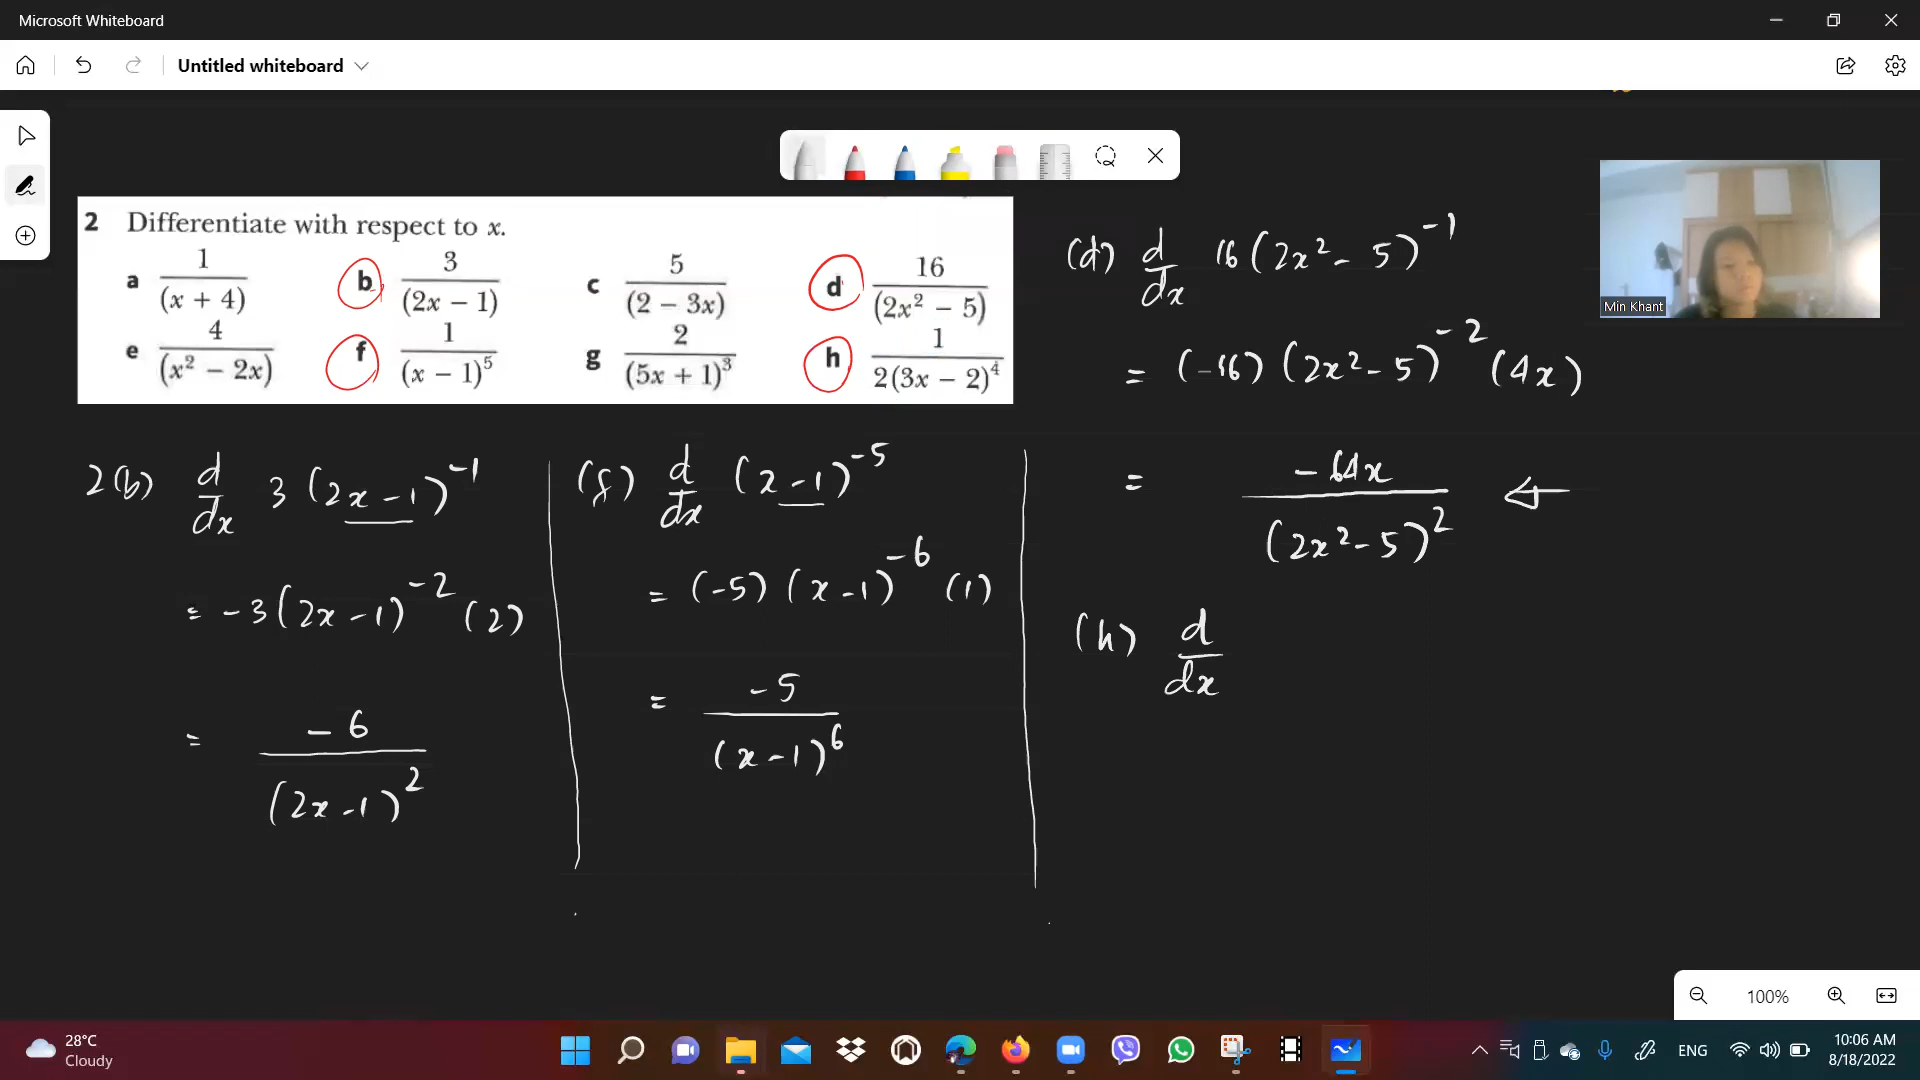 Microsoft Whiteboard
Untitled whiteboard
2 Differentiate with respect to x.
a 1/(x + 4) b 3/(2x − 1) c 5/(2 − 3x) d 16/(2x² − 5)
e 4/(x² − 2x) f 1/(x − 1)⁵ g 2/(5x + 1)³ h 1/2(3x − 2)⁴
2(b) d/dx 3(2x-1)⁻¹
= -3(2x-1)⁻² (2)
= -6/(2x-1)²
(f) d/dx (x-1)⁻⁵
= (-5) (x-1)⁻⁶ (1)
= -5/(x-1)⁶
(d) d/dx 16(2x²-5)⁻¹
= (-16) (2x²-5)⁻² (4x)
= -64x/(2x²-5)²
(h) d/dx
Min Khant
100%
28°C
Cloudy
ENG
10:06 AM
8/18/2022